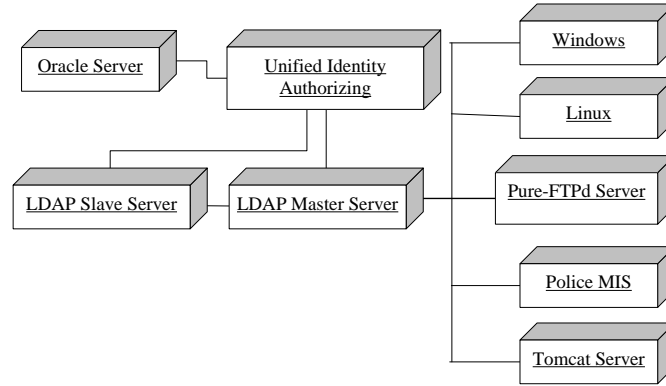 Oracle Server
Unified Identity
Authorizing
Windows
Linux
LDAP Slave Server
LDAP Master Server
Pure-FTPd Server
Police MIS
Tomcat Server